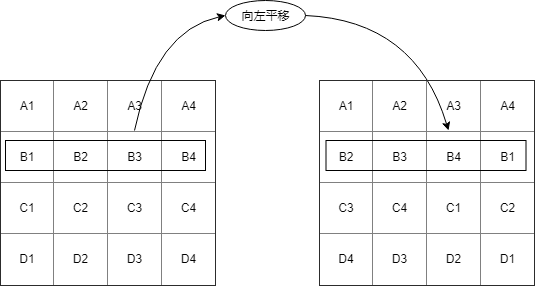 向左平移
A1 A2 A3 A4
B1 B2 B3 B4
C1 C2 C3 C4
D1 D2 D3 D4
A1 A2 A3 A4
B2 B3 B4 B1
C3 C4 C1 C2
D4 D3 D2 D1